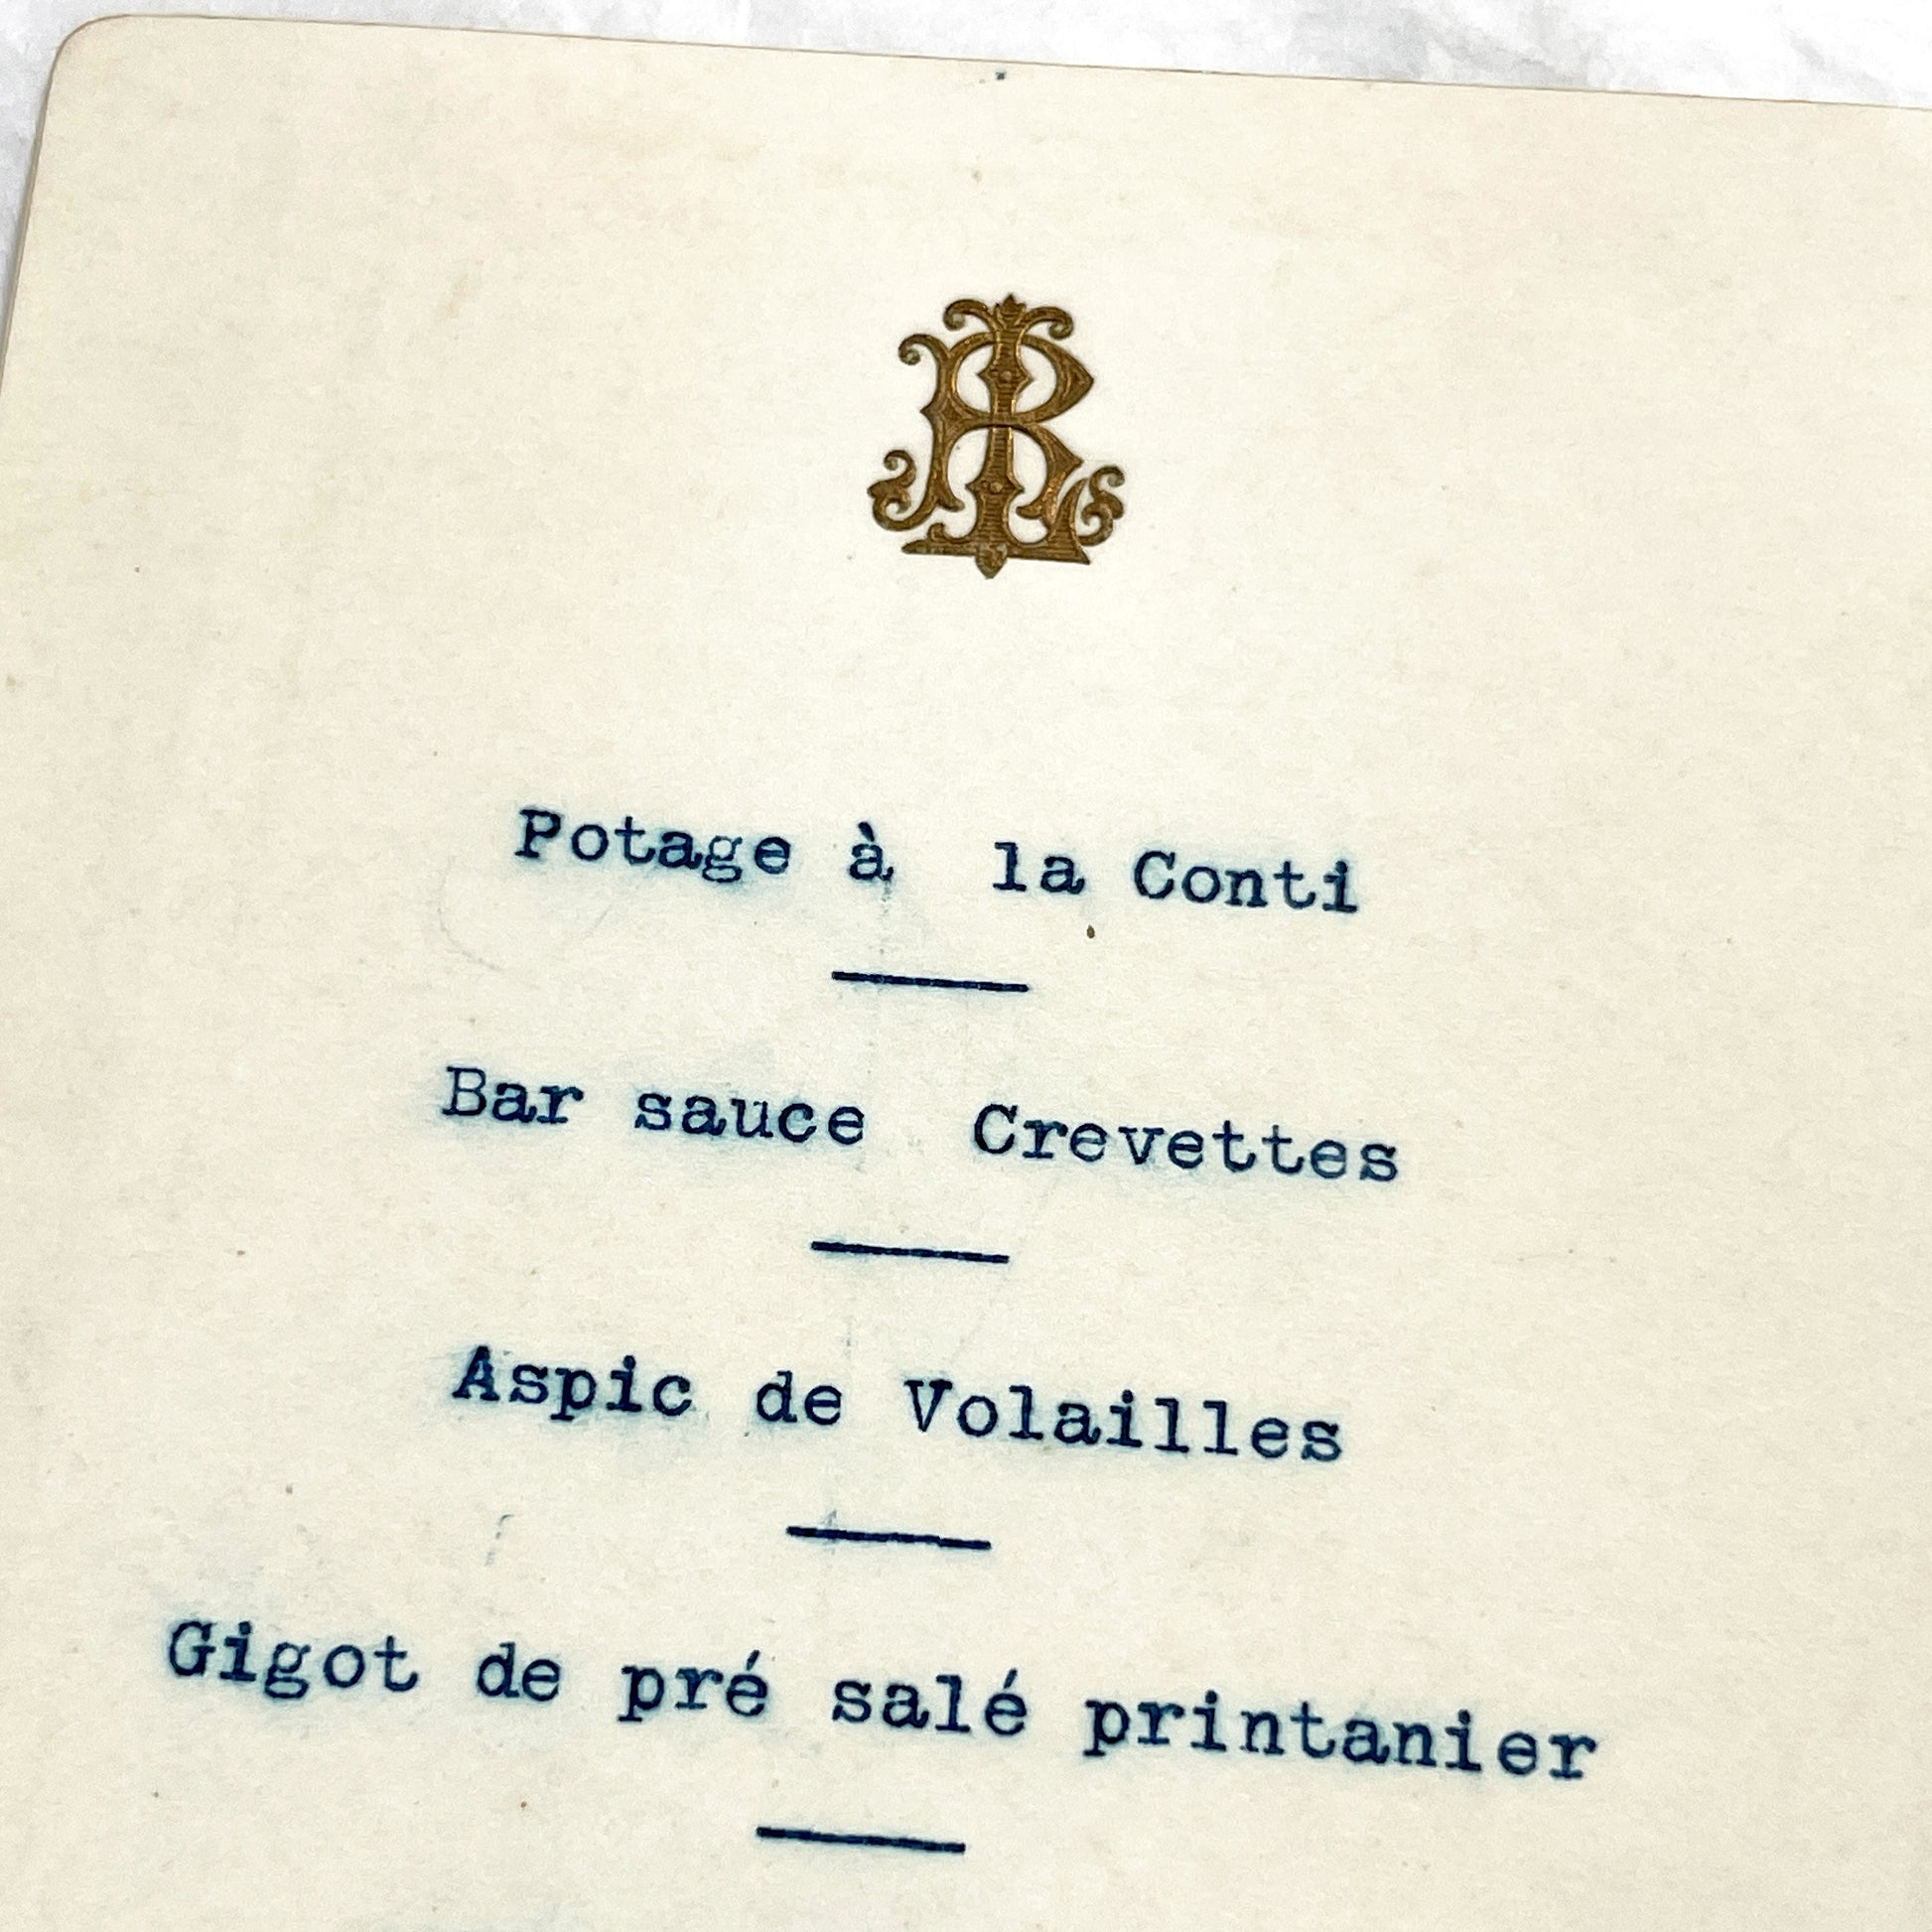 Potage à la Conti
Bar sauce Crevettes
Aspic de Volailles
Gigot de pré salé printanier